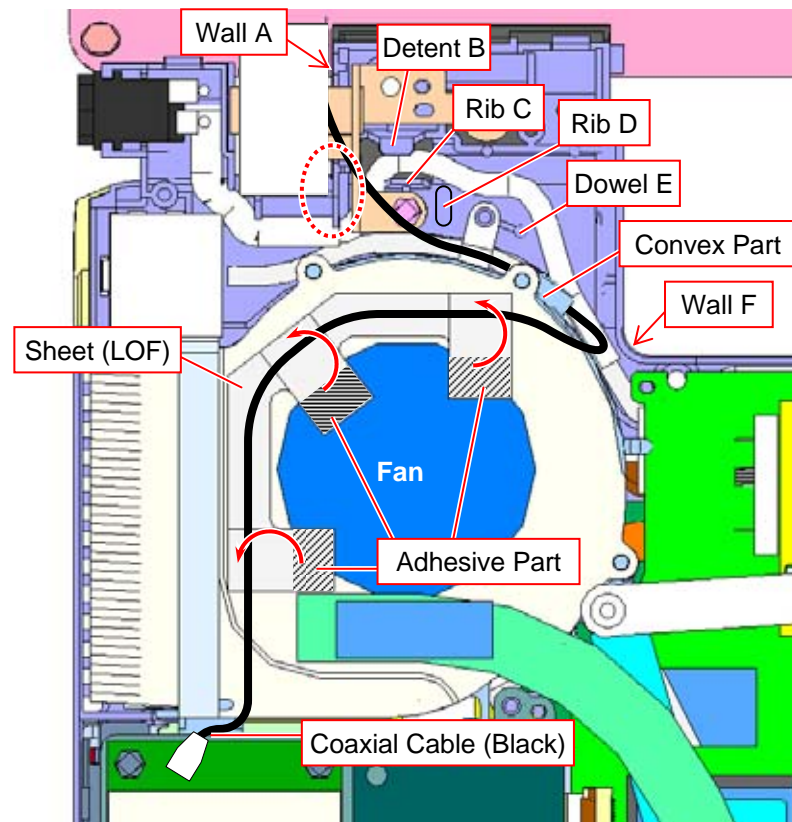 Wall A
Detent B
Rib C
Rib D
Dowel E
Convex Part
Wall F
Sheet (LOF)
Fan
Adhesive Part
Coaxial Cable (Black)